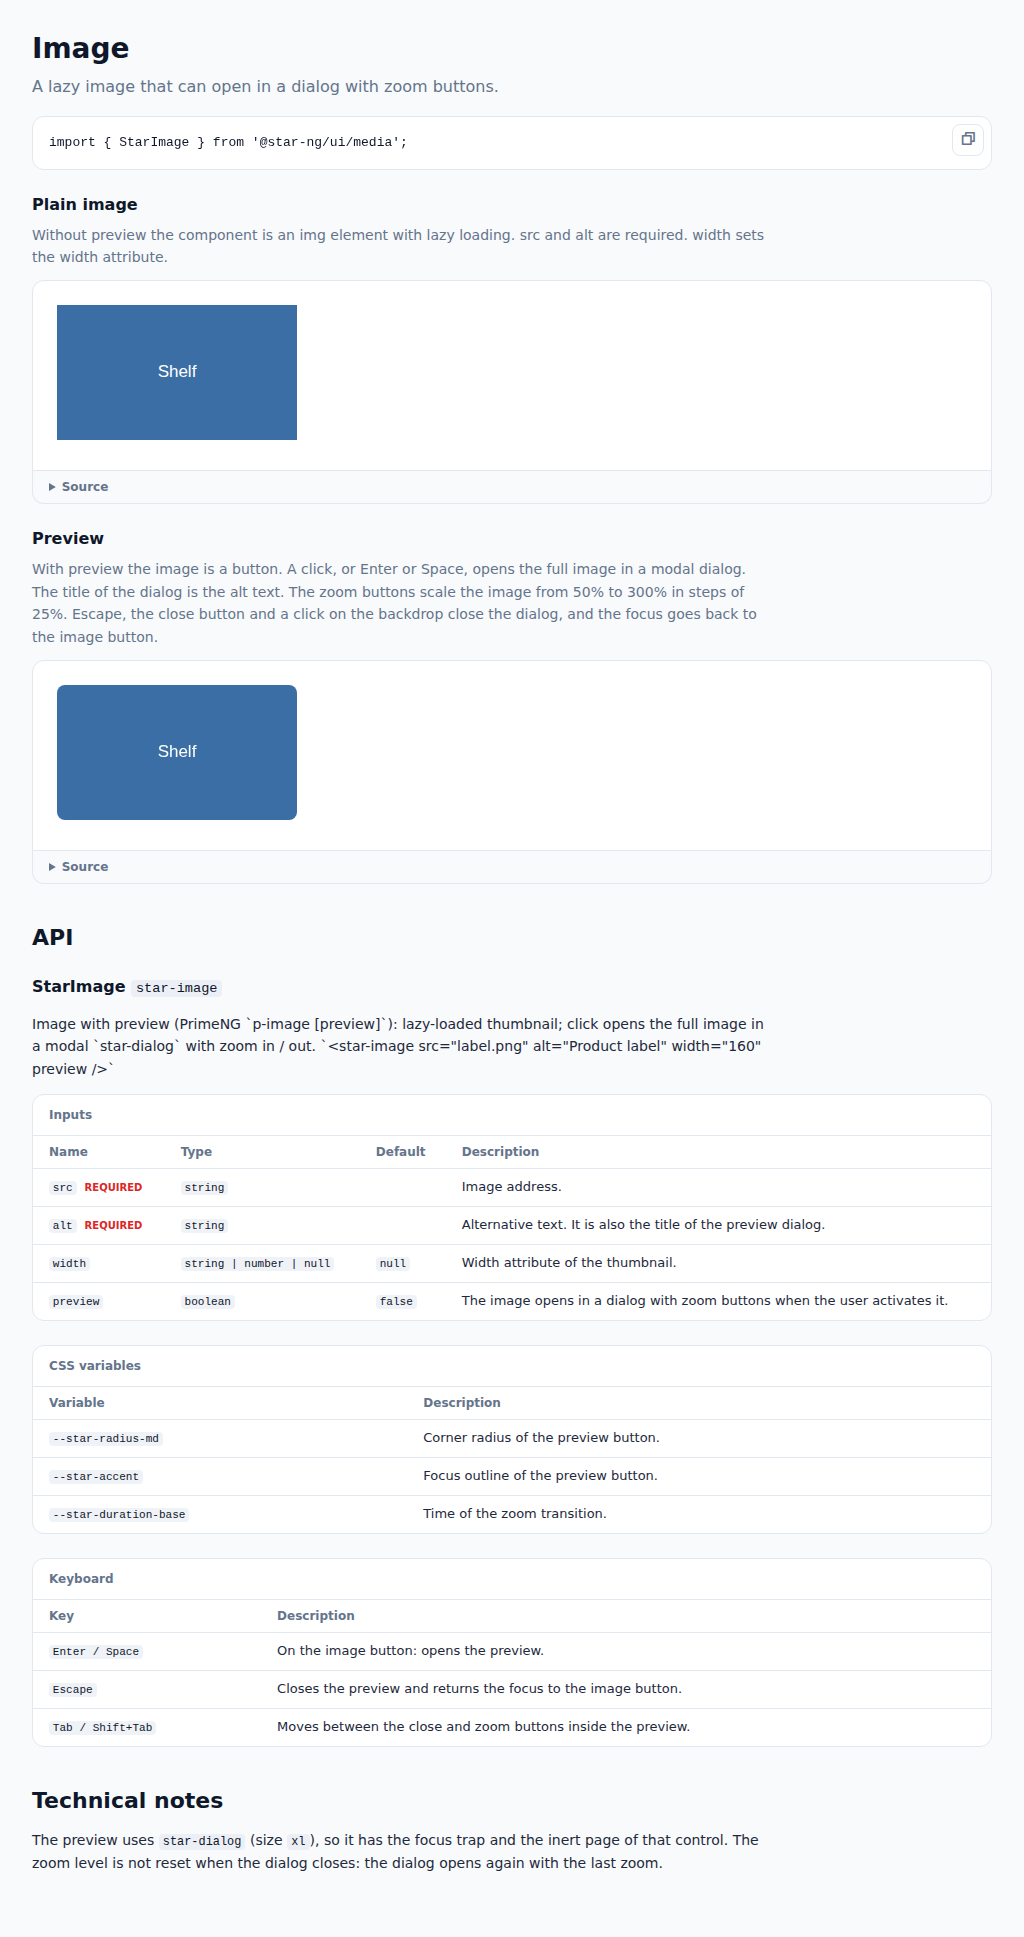 Image
A lazy image that can open in a dialog with zoom buttons.
import { StarImage } from '@star-ng/ui/media';
Plain image
Without preview the component is an img element with lazy loading. src and alt are required. width sets
the width attribute.
Shelf
Source
Preview
With preview the image is a button. A click, or Enter or Space, opens the full image in a modal dialog.
The title of the dialog is the alt text. The zoom buttons scale the image from 50% to 300% in steps of
25%. Escape, the close button and a click on the backdrop close the dialog, and the focus goes back to
the image button.
Shelf
Source
API
StarImage star-image
Image with preview (PrimeNG `p-image [preview]`): lazy-loaded thumbnail; click opens the full image in
a modal `star-dialog` with zoom in / out. `<star-image src="label.png" alt="Product label" width="160"
preview />`
Inputs
Name Type Default Description
src REQUIRED string Image address.
alt REQUIRED string Alternative text. It is also the title of the preview dialog.
width string | number | null null Width attribute of the thumbnail.
preview boolean false The image opens in a dialog with zoom buttons when the user activates it.
CSS variables
Variable Description
--star-radius-md Corner radius of the preview button.
--star-accent Focus outline of the preview button.
--star-duration-base Time of the zoom transition.
Keyboard
Key Description
Enter / Space On the image button: opens the preview.
Escape Closes the preview and returns the focus to the image button.
Tab / Shift+Tab Moves between the close and zoom buttons inside the preview.
Technical notes
The preview uses star-dialog (size xl), so it has the focus trap and the inert page of that control. The
zoom level is not reset when the dialog closes: the dialog opens again with the last zoom.